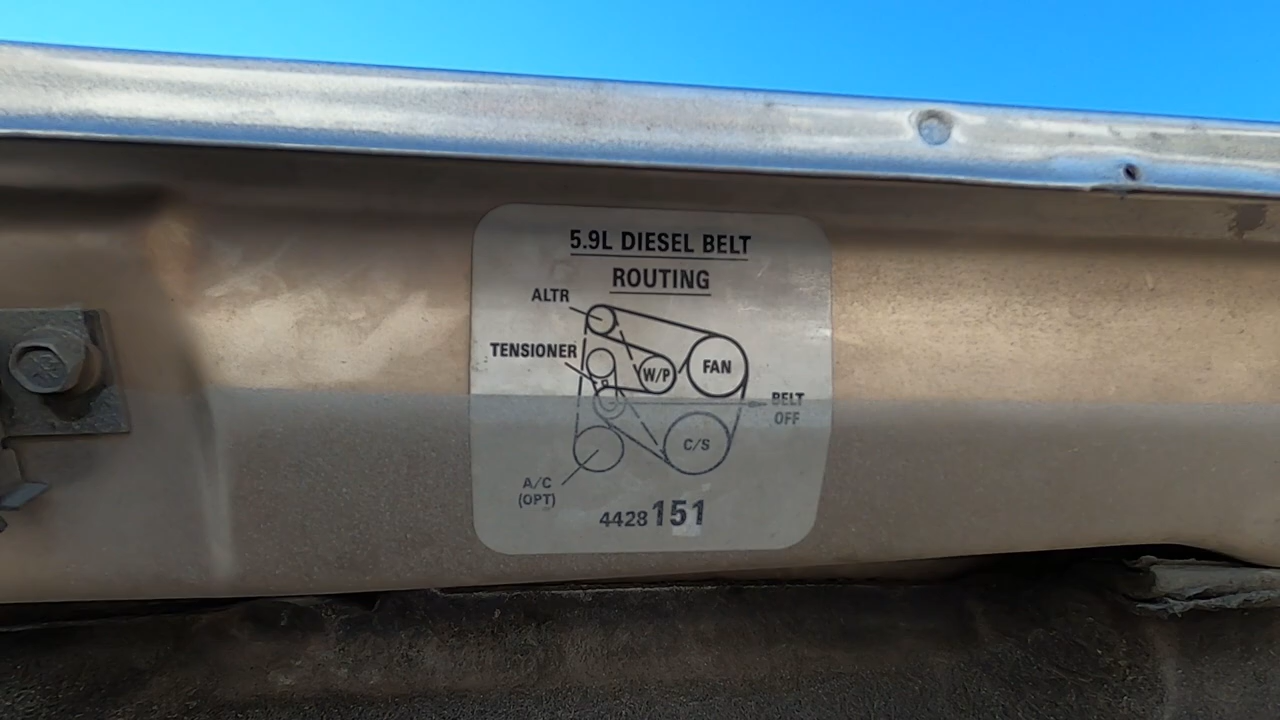 5.9L DIESEL BELT
ROUTING
ALTR
TENSIONER
W/P
FAN
BELT
OFF
C/S
A/C
(OPT)
4428151